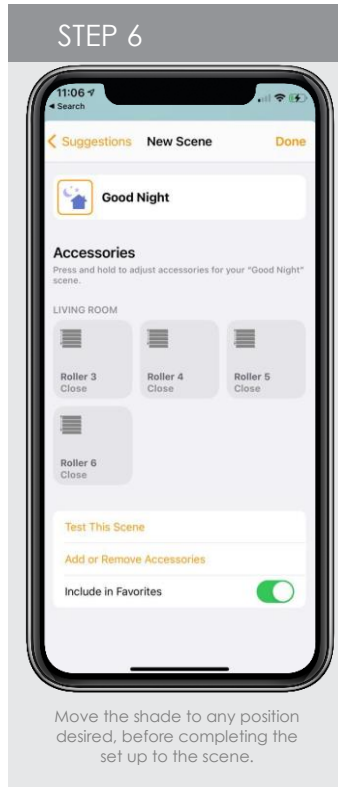 STEP 6
11:06
Search
Suggestions New Scene Done
Good Night
Accessories
Press and hold to adjust accessories for your "Good Night"
scene.
LIVING ROOM
Roller 3 Roller 4 Roller 5
Close Close Close
Roller 6
Close
Test This Scene
Add or Remove Accessories
Include in Favorites
Move the shade to any position
desired, before completing the
set up to the scene.